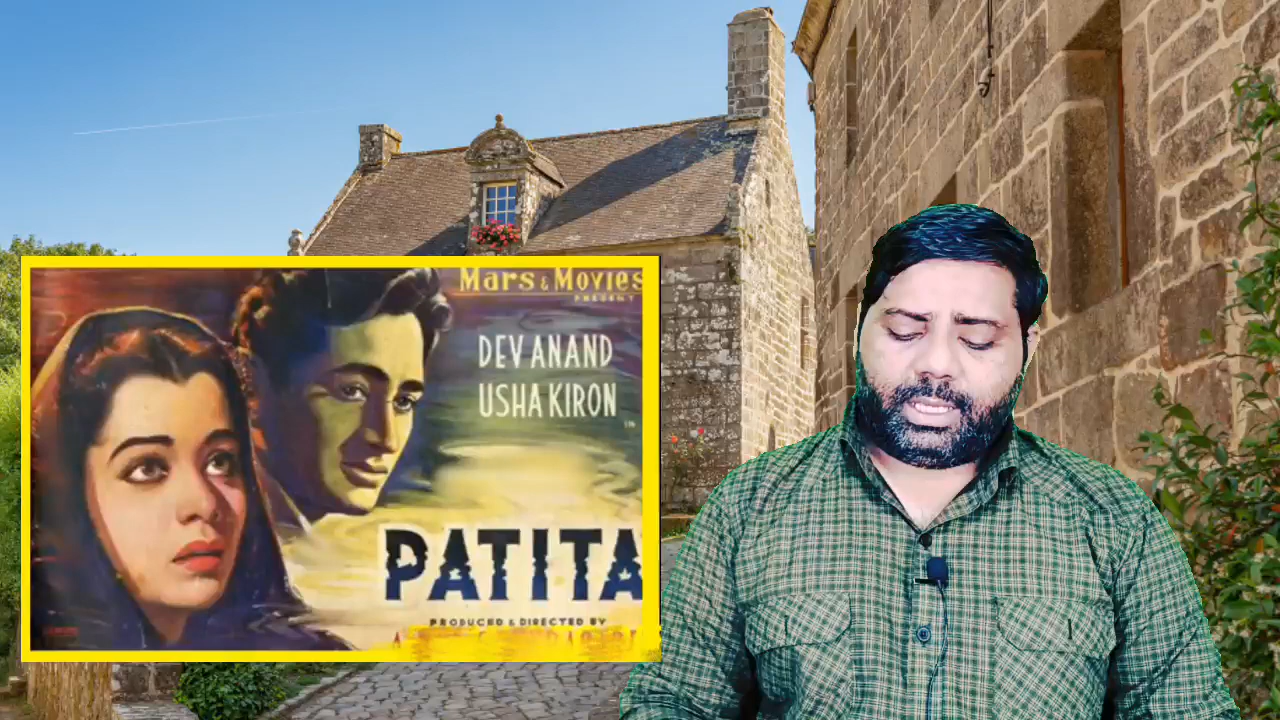 Mars & Movies
PRESENT
DEV ANAND
USHA KIRON
PATITA
PRODUCED & DIRECTED BY